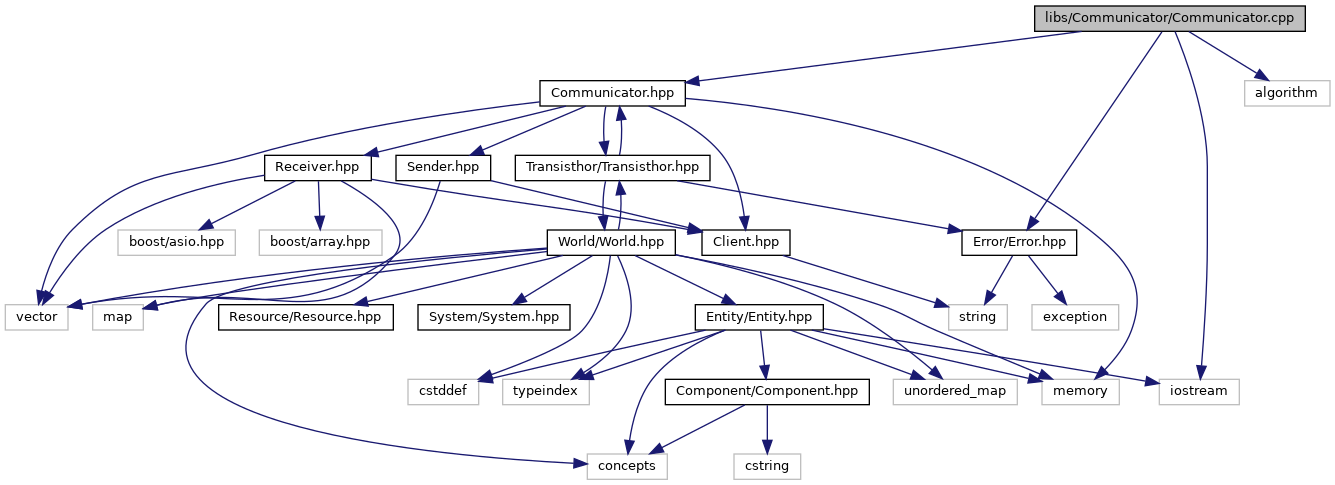 libs/Communicator/Communicator.cpp
Communicator.hpp
algorithm
Receiver.hpp
Sender.hpp
Transisthor/Transisthor.hpp
boost/asio.hpp
boost/array.hpp
World/World.hpp
Client.hpp
Error/Error.hpp
vector
map
Resource/Resource.hpp
System/System.hpp
Entity/Entity.hpp
string
exception
cstddef
typeindex
Component/Component.hpp
unordered_map
memory
iostream
concepts
cstring